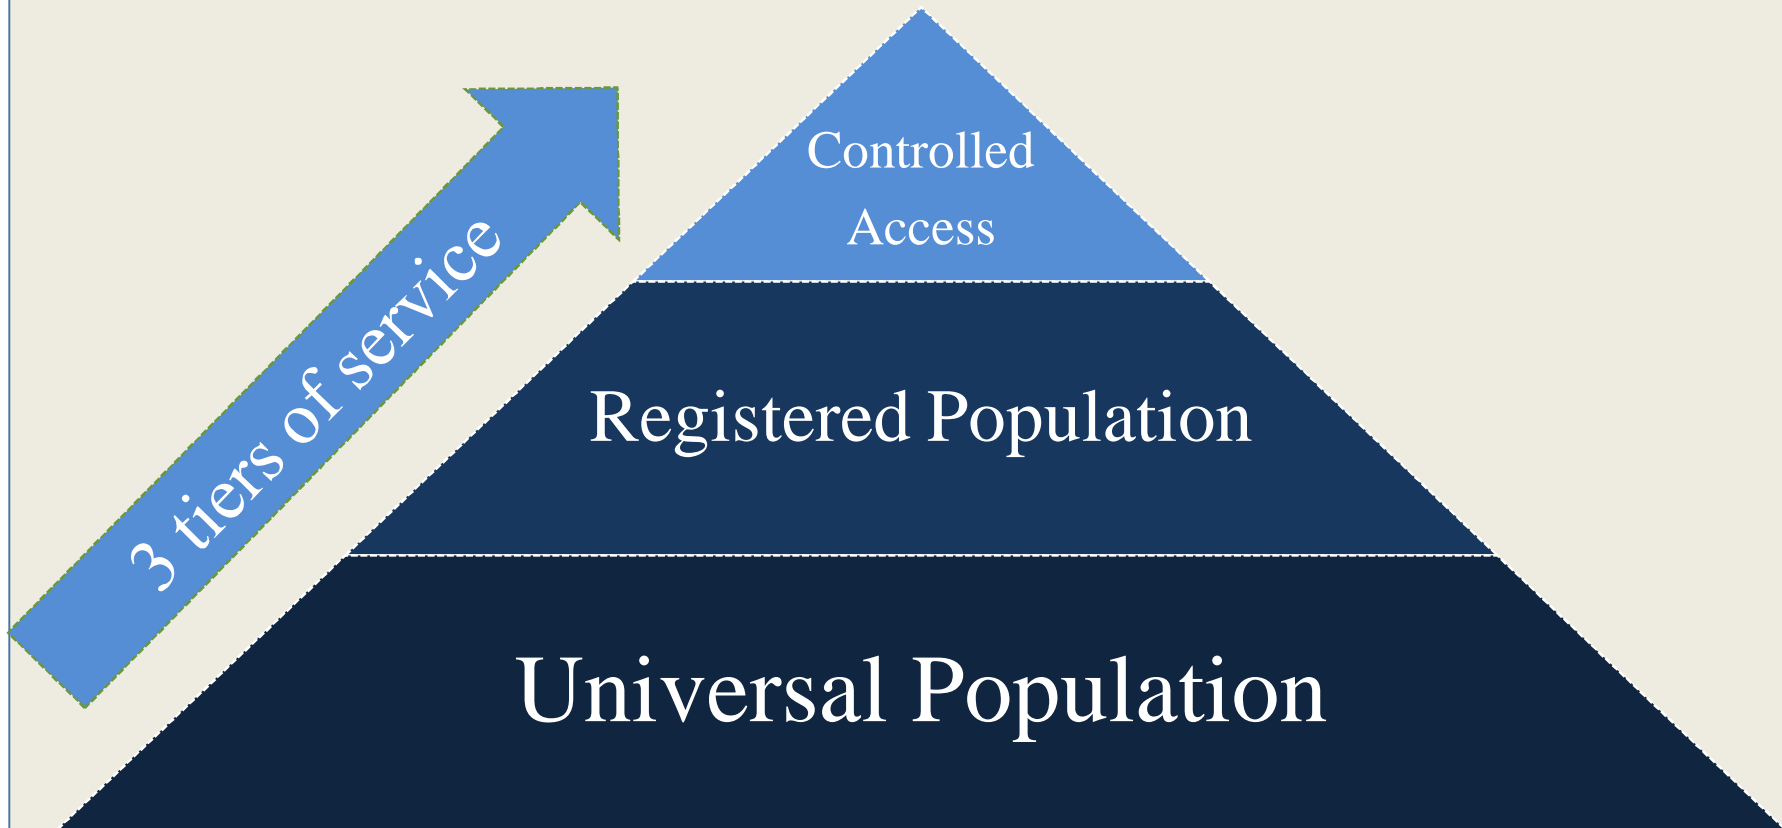 3 tiers of service
Controlled
Access
Registered Population
Universal Population